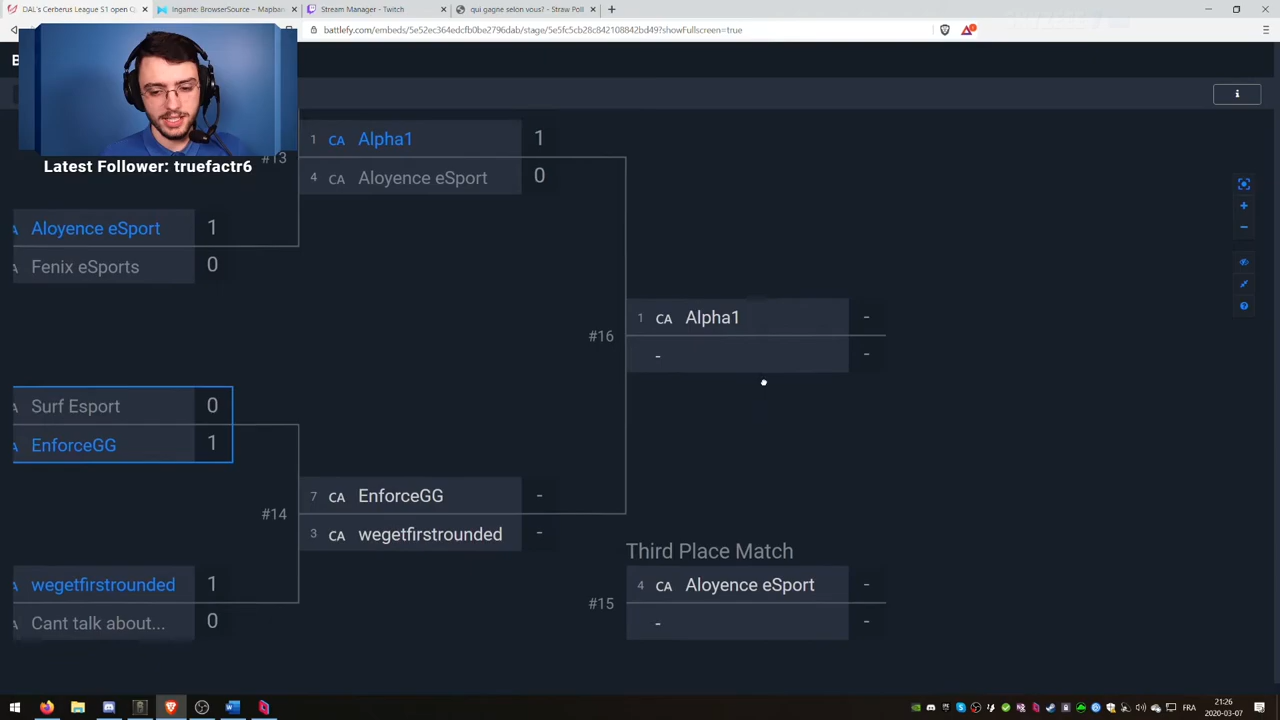 DAL's Cerberus League S1 open Q
Ingame: BrowserSource – Mapban
Stream Manager - Twitch
qui gagne selon vous? - Straw Poll
battlefy.com/embeds/5e52ec364edcfb0be2796dab/stage/5e5fc5cb28c842108842bd49?showFullscreen=true
B
Latest Follower: truefactr6
#13
1 CA Alpha1 1
4 CA Aloyence eSport 0
A Aloyence eSport 1
A Fenix eSports 0
#16
1 CA Alpha1 -
- -
A Surf Esport 0
A EnforceGG 1
#14
7 CA EnforceGG -
3 CA wegetfirstrounded -
A wegetfirstrounded 1
A Cant talk about... 0
Third Place Match
#15
4 CA Aloyence eSport -
- -
FRA
21:26
2020-03-07